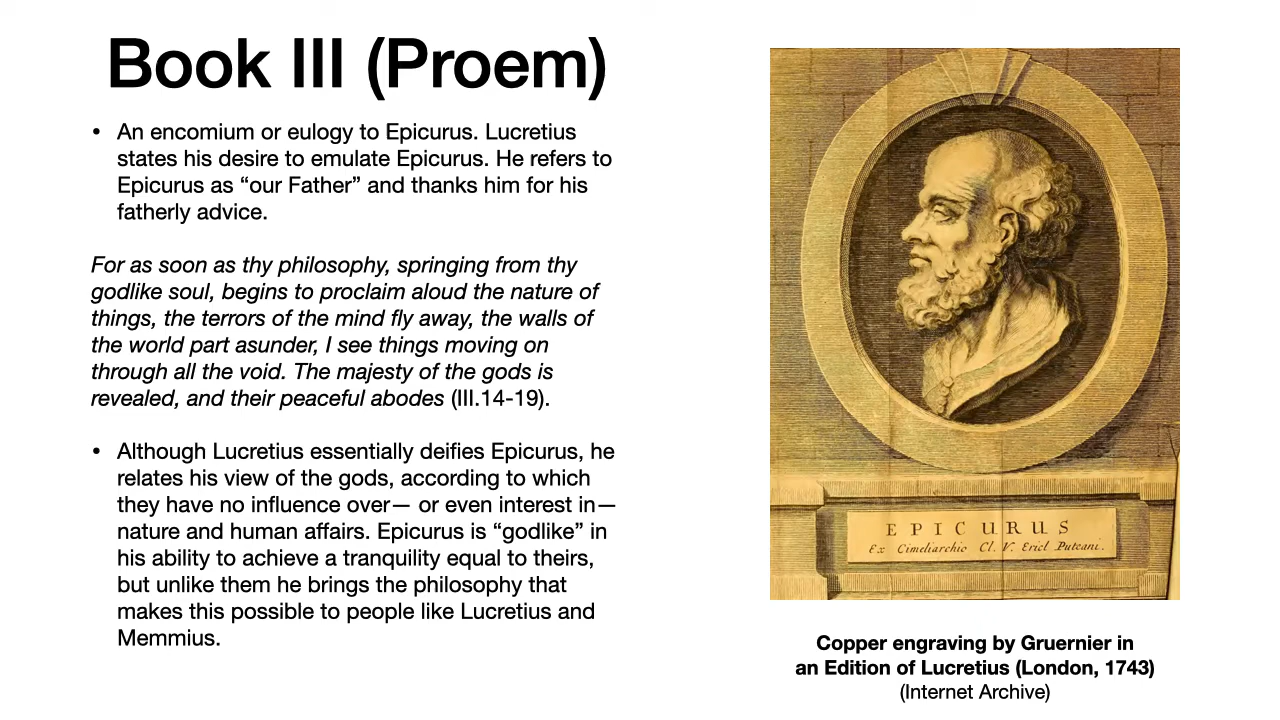 Book III (Proem)
• An encomium or eulogy to Epicurus. Lucretius
states his desire to emulate Epicurus. He refers to
Epicurus as “our Father” and thanks him for his
fatherly advice.
For as soon as thy philosophy, springing from thy
godlike soul, begins to proclaim aloud the nature of
things, the terrors of the mind fly away, the walls of
the world part asunder, I see things moving on
through all the void. The majesty of the gods is
revealed, and their peaceful abodes (III.14-19).
• Although Lucretius essentially deifies Epicurus, he
relates his view of the gods, according to which
they have no influence over— or even interest in—
nature and human affairs. Epicurus is “godlike” in
his ability to achieve a tranquility equal to theirs,
but unlike them he brings the philosophy that
makes this possible to people like Lucretius and
Memmius.
EPICURUS
Ex Cimeliarchio Cl. V. Erici Puteani.
Copper engraving by Gruernier in
an Edition of Lucretius (London, 1743)
(Internet Archive)